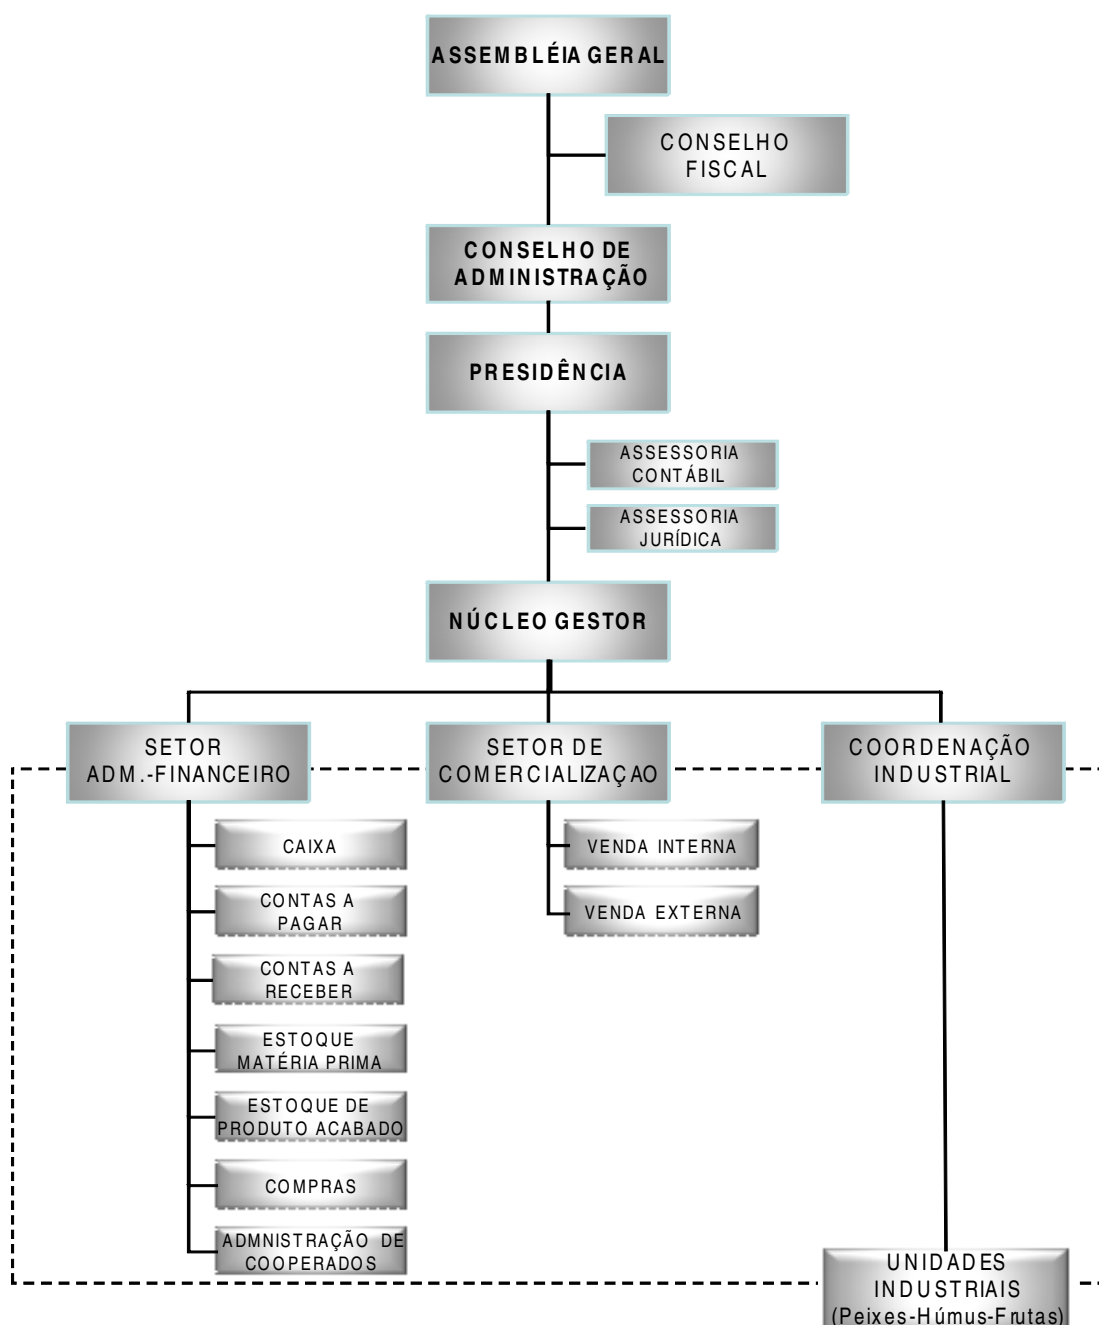 ASSEMBLÉIA GERAL
CONSELHO
FISCAL
CONSELHO DE
ADMINISTRAÇÃO
PRESIDÊNCIA
ASSESSORIA
CONTÁBIL
ASSESSORIA
JURÍDICA
NÚCLEO GESTOR
SETOR
ADM.-FINANCEIRO
SETOR DE
COMERCIALIZAÇAO
COORDENAÇÃO
INDUSTRIAL
CAIXA
CONTAS A
PAGAR
CONTAS A
RECEBER
ESTOQUE
MATÉRIA PRIMA
ESTOQUE DE
PRODUTO ACABADO
COMPRAS
ADMNISTRAÇÃO DE
COOPERADOS
VENDA INTERNA
VENDA EXTERNA
UNIDADES
INDUSTRIAIS
(Peixes-Húmus-Frutas)